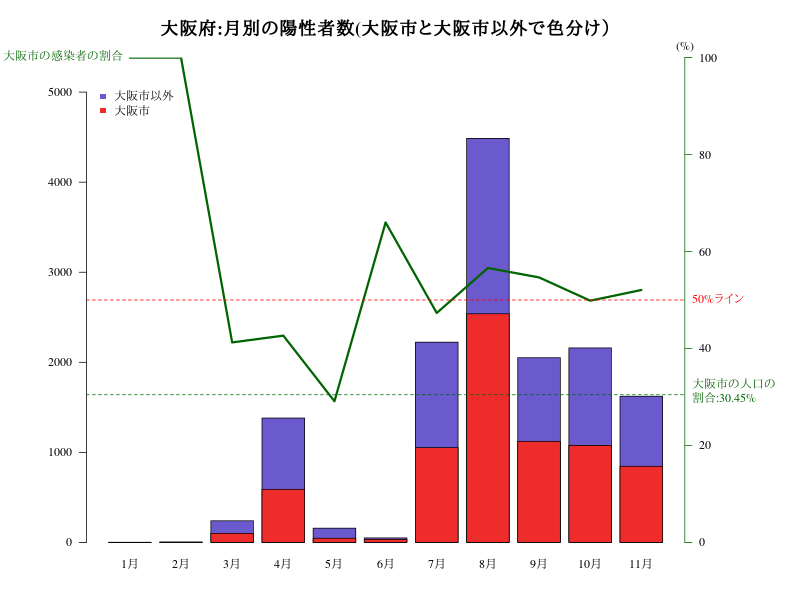 大阪府:月別の陽性者数(大阪市と大阪市以外で色分け）
(%)
大阪市の感染者の割合
100
5000
大阪市以外
大阪市
80
4000
60
3000
50%ライン
40
2000
大阪市の人口の
割合:30.45%
20
1000
0
0
1月 2月 3月 4月 5月 6月 7月 8月 9月 10月 11月